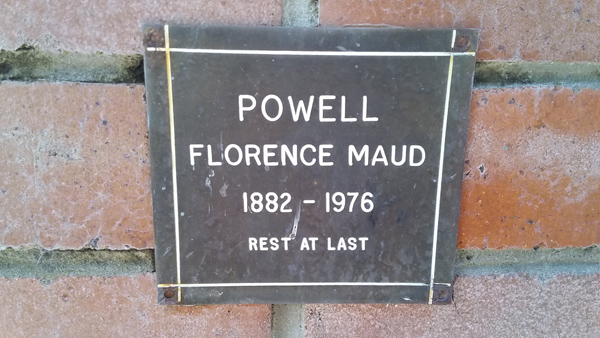 POWELL
FLORENCE MAUD
1882 - 1976
REST AT LAST